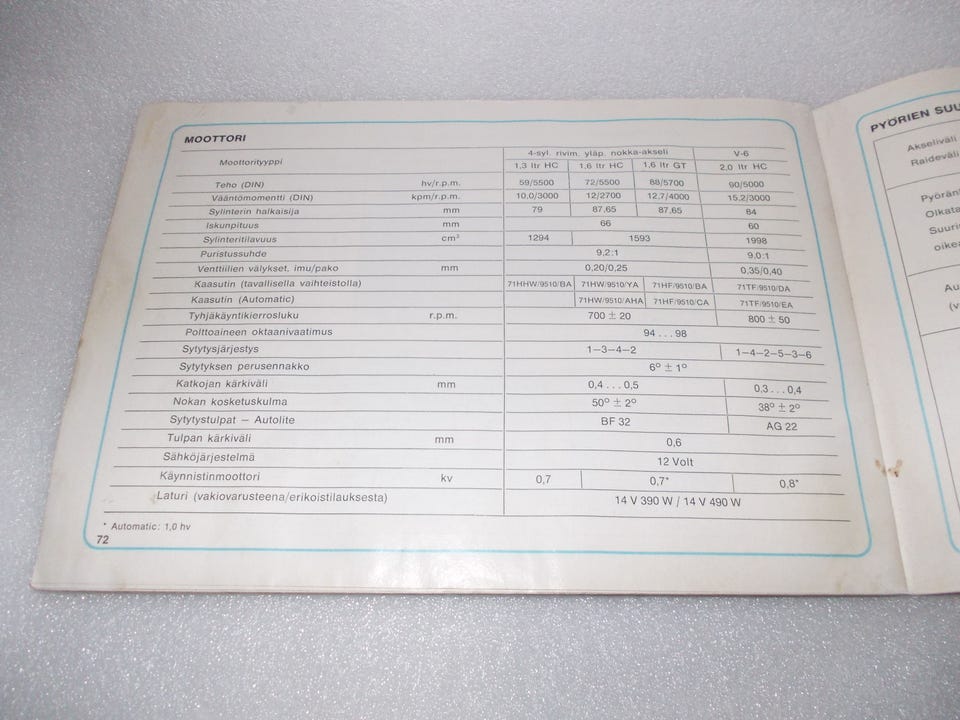 MOOTTORI
Moottorityyppi 4-syl. rivim. yläp. nokka-akseli V-6
1,3 ltr HC 1,6 ltr HC 1,6 ltr GT 2,0 ltr HC
Teho (DIN) hv/r.p.m. 59/5500 72/5500 88/5700 90/5000
Vääntömomentti (DIN) kpm/r.p.m. 10,0/3000 12/2700 12,7/4000 15,2/3000
Sylinterin halkaisija mm 79 87,65 87,65 84
Iskunpituus mm 66 60
Sylinteritilavuus cm³ 1294 1593 1998
Puristussuhde 9,2:1 9,0:1
Venttiilien välykset, imu/pako mm 0,20/0,25 0,35/0,40
Kaasutin (tavallisella vaihteistolla) 71HHW/9510/BA 71HW/9510/YA 71HF/9510/BA 71TF/9510/DA
Kaasutin (Automatic) 71HW/9510/AHA 71HF/9510/CA 71TF/9510/EA
Tyhjäkäyntikierrosluku r.p.m. 700 ± 20 800 ± 50
Polttoaineen oktaanivaatimus 94 . . . 98
Sytytysjärjestys 1—3—4—2 1—4—2—5—3—6
Sytytyksen perusennakko 6° ± 1°
Katkojan kärkiväli mm 0,4 . . . 0,5 0,3 . . . 0,4
Nokan kosketuskulma 50° ± 2° 38° ± 2°
Sytytystulpat — Autolite BF 32 AG 22
Tulpan kärkiväli mm 0,6
Sähköjärjestelmä 12 Volt
Käynnistinmoottori kv 0,7 0,7* 0,8*
Laturi (vakiovarusteena/erikoistilauksesta) 14 V 390 W / 14 V 490 W
* Automatic: 1,0 hv
72
PYÖRIEN SUU
Akseliväli
Raideväli
Pyörän
Olkata
Suurin
oikea
Au
(v